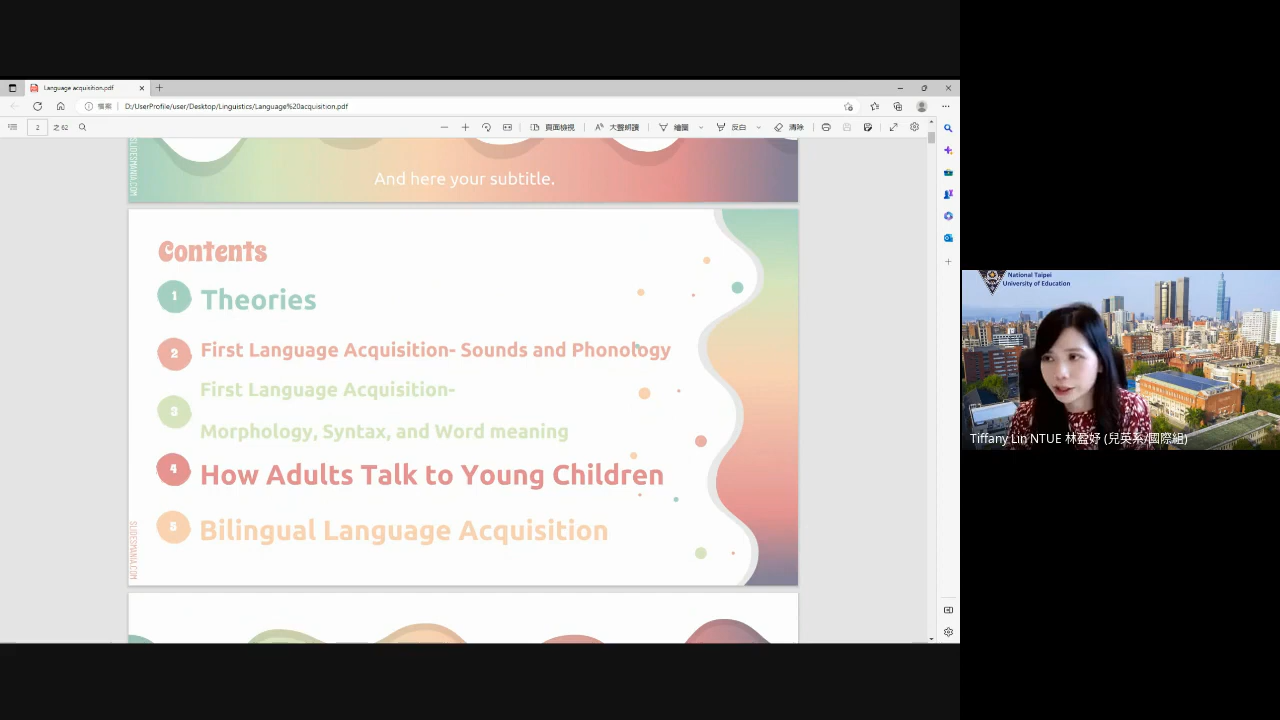 Language acquisition.pdf
檔案
D:/UserProfile/user/Desktop/Linguistics/Language%20acquisition.pdf
2
之 62
頁面檢視
大聲朗讀
繪圖
反白
清除
SLIDESMANIA.COM
And here your subtitle.
Contents
1
Theories
2
First Language Acquisition- Sounds and Phonology
3
First Language Acquisition-
Morphology, Syntax, and Word meaning
4
How Adults Talk to Young Children
5
Bilingual Language Acquisition
SLIDESMANIA.COM
National Taipei
University of Education
Tiffany Lin NTUE 林盈妤 (兒英系/國際組)